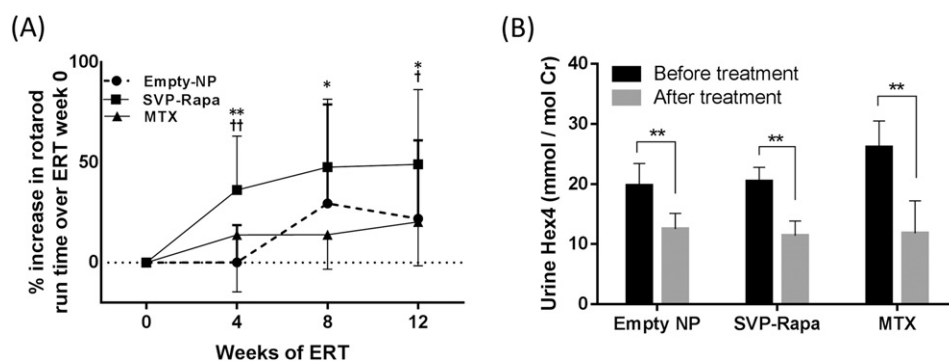 (A)
% increase in rotarod
run time over ERT week 0
100
50
0
Empty-NP
SVP-Rapa
MTX
**
††
*
*
†
0 4 8 12
Weeks of ERT
(B)
Urine Hex4 (mmol / mol Cr)
40
30
20
10
0
Before treatment
After treatment
**
**
**
Empty NP SVP-Rapa MTX